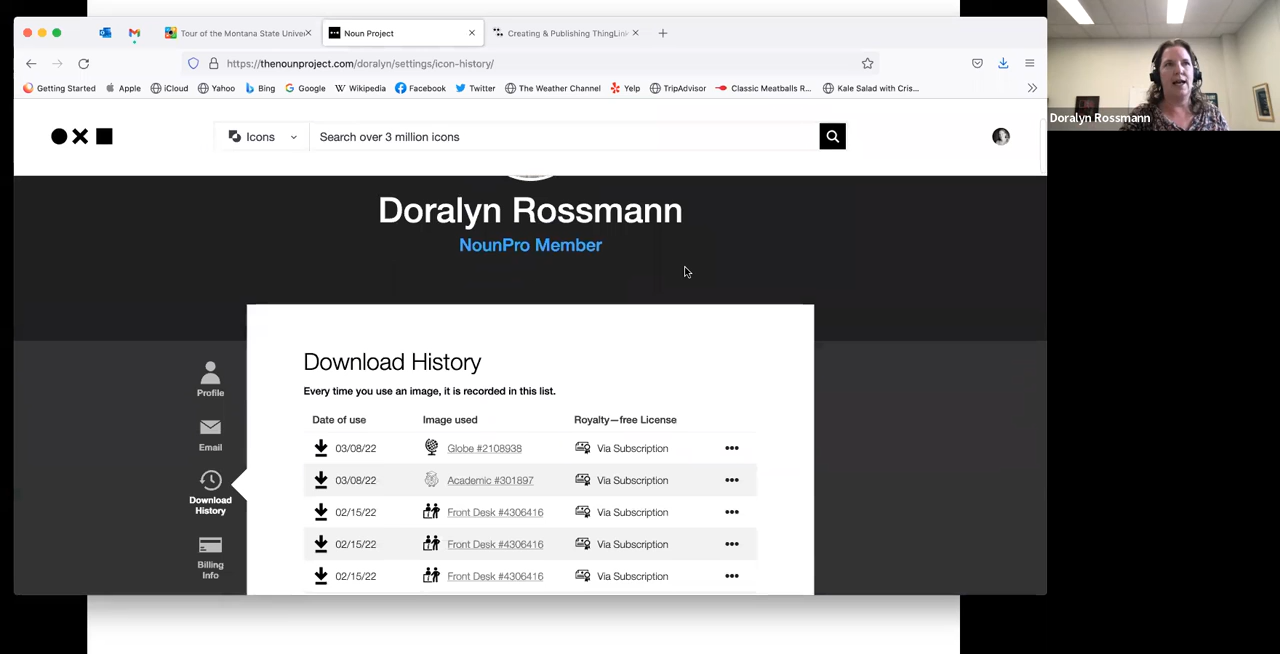 Tour of the Montana State Univer
Noun Project
Creating & Publishing ThingLink
https://thenounproject.com/doralyn/settings/icon-history/
Getting Started Apple iCloud Yahoo Bing Google Wikipedia Facebook Twitter The Weather Channel Yelp TripAdvisor Classic Meatballs R... Kale Salad with Cris...
Icons
Search over 3 million icons
Doralyn Rossmann
Doralyn Rossmann
NounPro Member
Profile
Email
Download
History
Billing
Info
Download History
Every time you use an image, it is recorded in this list.
Date of use Image used Royalty—free License
03/08/22 Globe #2108938 Via Subscription
03/08/22 Academic #301897 Via Subscription
02/15/22 Front Desk #4306416 Via Subscription
02/15/22 Front Desk #4306416 Via Subscription
02/15/22 Front Desk #4306416 Via Subscription